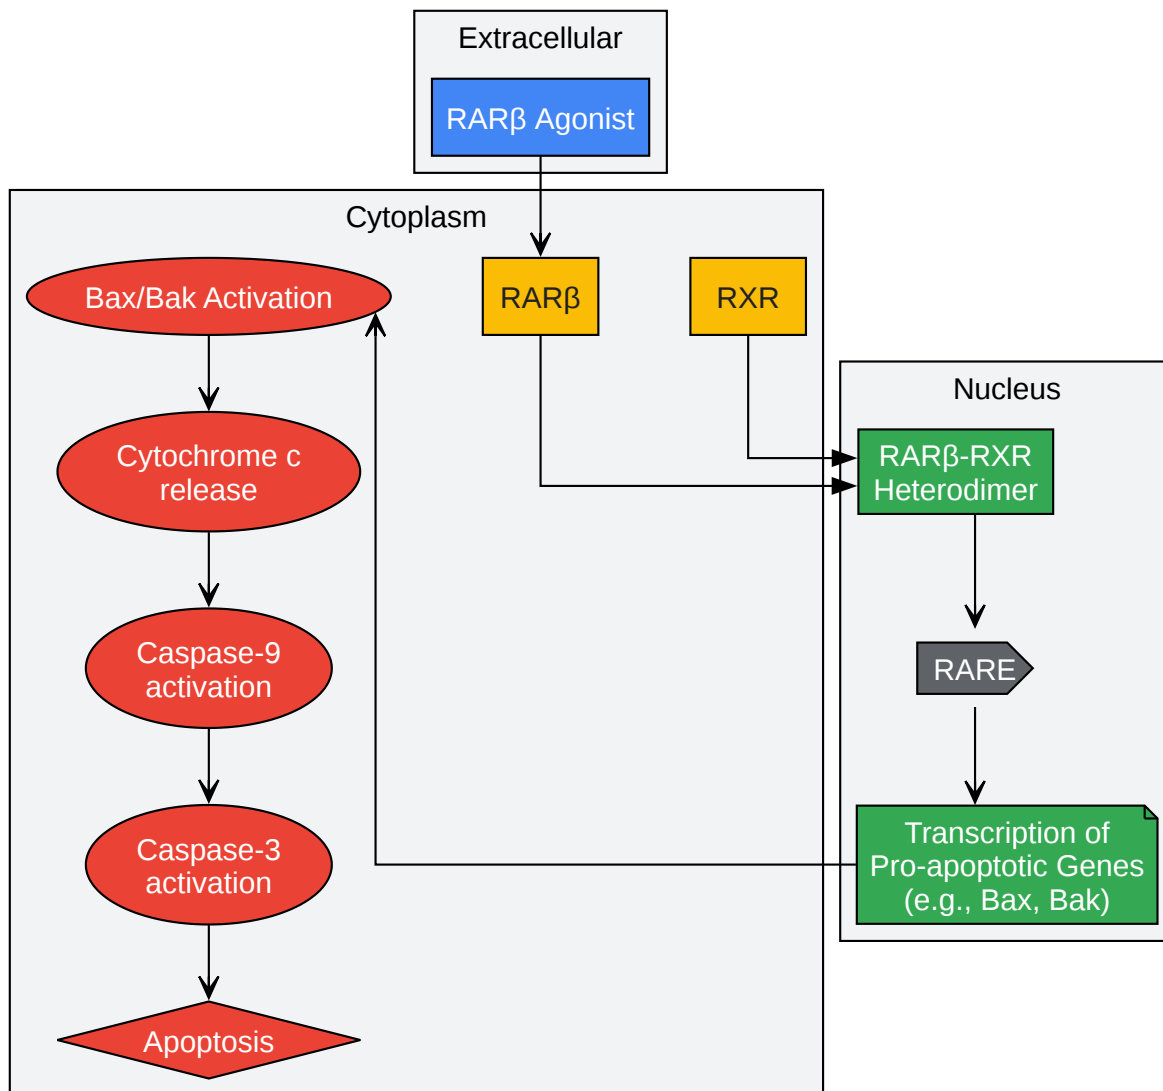 Extracellular
RARβ Agonist
Cytoplasm
Bax/Bak Activation
RARβ
RXR
Cytochrome c
release
Caspase-9
activation
Caspase-3
activation
Apoptosis
Nucleus
RARβ-RXR
Heterodimer
RARE
Transcription of
Pro-apoptotic Genes
(e.g., Bax, Bak)